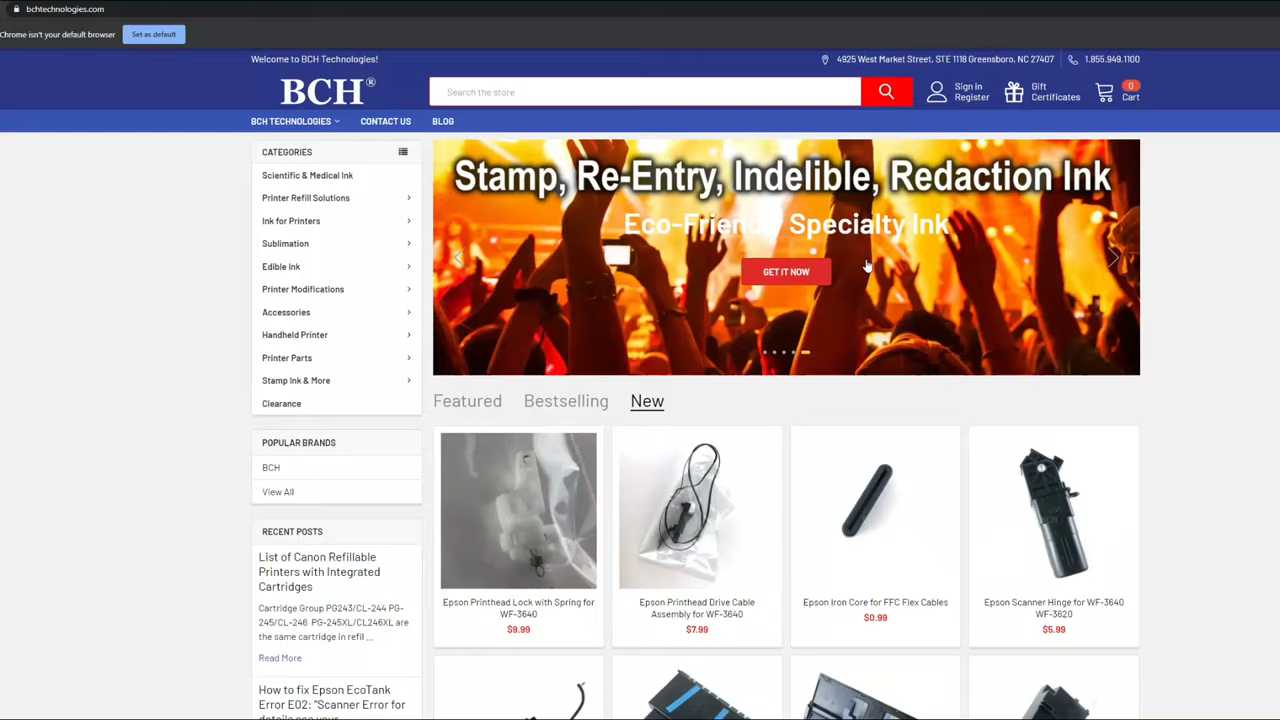 bchtechnologies.com
Chrome isn't your default browser
Set as default
Welcome to BCH Technologies!
4925 West Market Street, STE 1118 Greensboro, NC 27407
1.855.949.1100
BCH®
Search the store
Sign in
Register
Gift
Certificates
0
Cart
BCH TECHNOLOGIES
CONTACT US
BLOG
CATEGORIES
Scientific & Medical Ink
Printer Refill Solutions
Ink for Printers
Sublimation
Edible Ink
Printer Modifications
Accessories
Handheld Printer
Printer Parts
Stamp Ink & More
Clearance
POPULAR BRANDS
BCH
View All
RECENT POSTS
List of Canon Refillable
Printers with Integrated
Cartridges
Cartridge Group PG243/CL-244 PG-
245/CL-246 PG-245XL/CL246XL are
the same cartridge in refil ...
Read More
How to fix Epson EcoTank
Error E02: "Scanner Error for
details see your
Stamp, Re-Entry, Indelible, Redaction Ink
Eco-Friendly Specialty Ink
GET IT NOW
Featured
Bestselling
New
Epson Printhead Lock with Spring for
WF-3640
$9.99
Epson Printhead Drive Cable
Assembly for WF-3640
$7.99
Epson Iron Core for FFC Flex Cables
$0.99
Epson Scanner Hinge for WF-3640
WF-3620
$5.99